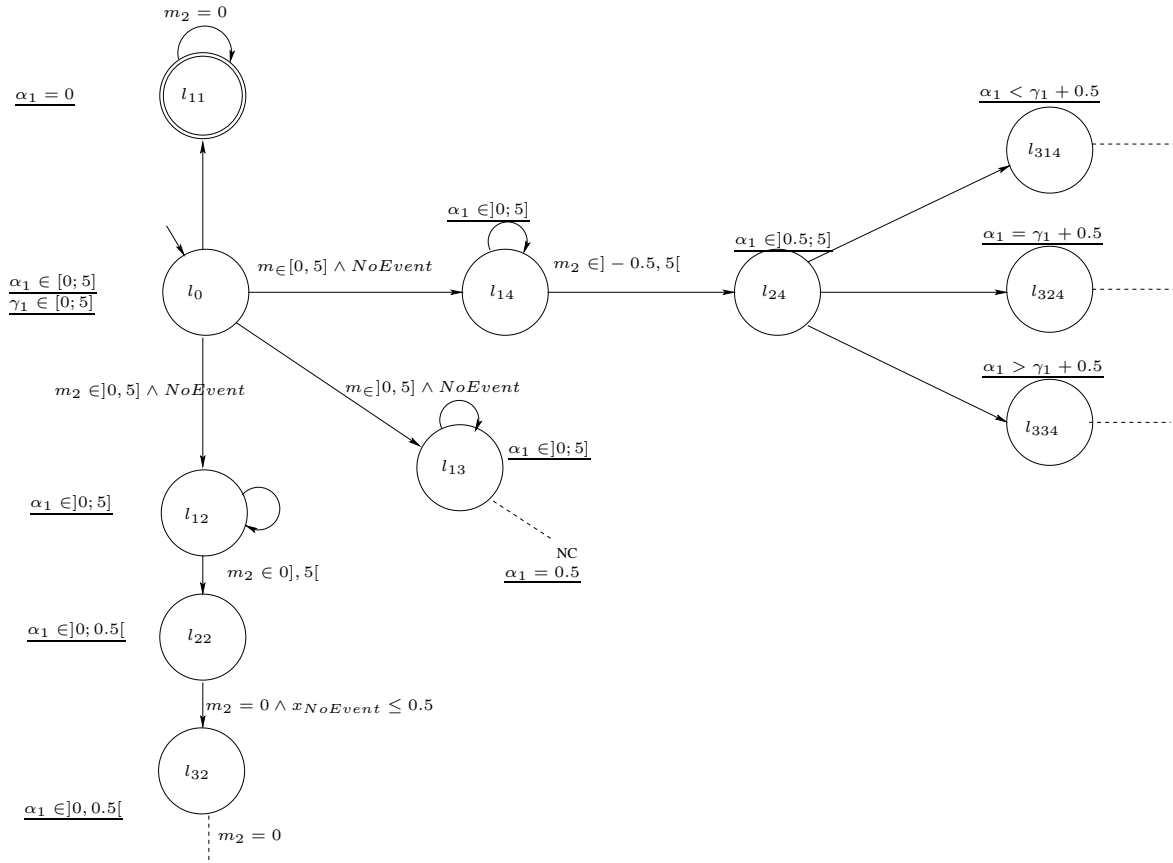 m₂ = 0
α₁ = 0
l₁₁
α₁ < γ₁ + 0.5
l₃₁₄
α₁ ∈]0; 5]
α₁ ∈]0.5; 5]
α₁ = γ₁ + 0.5
m∈[0, 5] ∧ NoEvent
m₂ ∈] − 0.5, 5[
α₁ ∈ [0; 5]
γ₁ ∈ [0; 5]
l₀
l₁₄
l₂₄
l₃₂₄
α₁ > γ₁ + 0.5
m₂ ∈]0, 5] ∧ NoEvent
m∈]0, 5] ∧ NoEvent
l₃₃₄
α₁ ∈]0; 5]
l₁₃
α₁ ∈]0; 5]
l₁₂
NC
α₁ = 0.5
m₂ ∈ 0], 5[
α₁ ∈]0; 0.5[
l₂₂
m₂ = 0 ∧ x_NoEvent ≤ 0.5
l₃₂
α₁ ∈]0, 0.5[
m₂ = 0